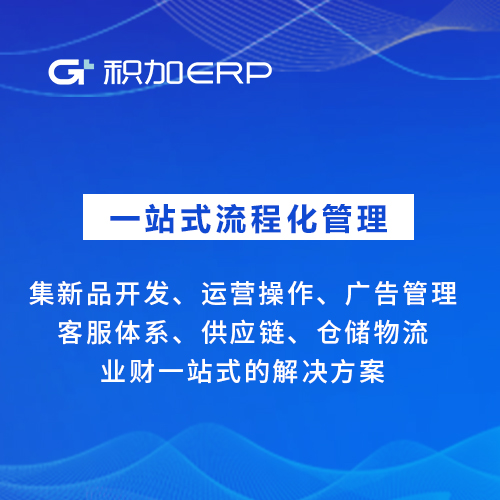 G+ 积加ERP
一站式流程化管理
集新品开发、运营操作、广告管理
客服体系、供应链、仓储物流
业财一站式的解决方案